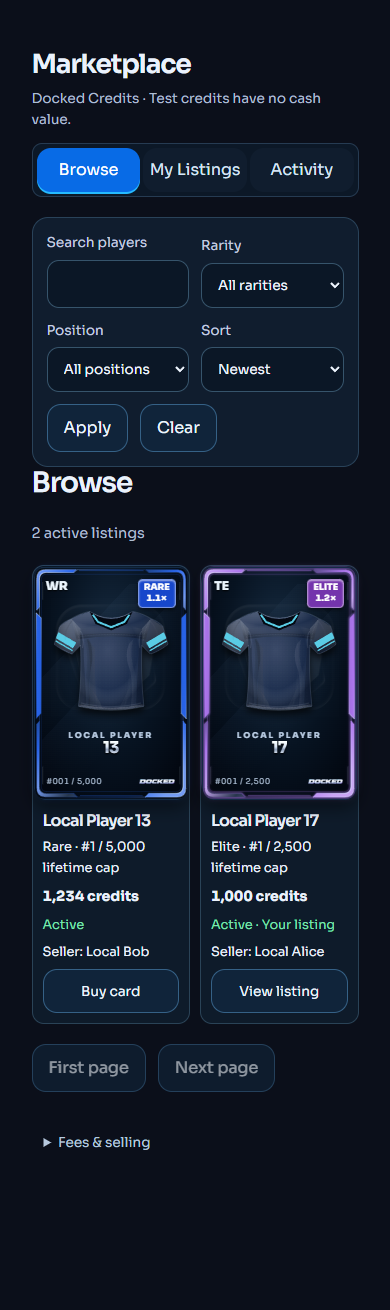 Marketplace
Docked Credits · Test credits have no cash
value.
Browse
My Listings
Activity
Search players
Rarity
All rarities
Position
Sort
All positions
Newest
Apply
Clear
Browse
2 active listings
WR
RARE
1.1×
LOCAL PLAYER
13
#001 / 5,000
DOCKED
TE
ELITE
1.2×
LOCAL PLAYER
17
#001 / 2,500
DOCKED
Local Player 13
Rare · #1 / 5,000
lifetime cap
1,234 credits
Active
Seller: Local Bob
Buy card
Local Player 17
Elite · #1 / 2,500
lifetime cap
1,000 credits
Active · Your listing
Seller: Local Alice
View listing
First page
Next page
Fees & selling